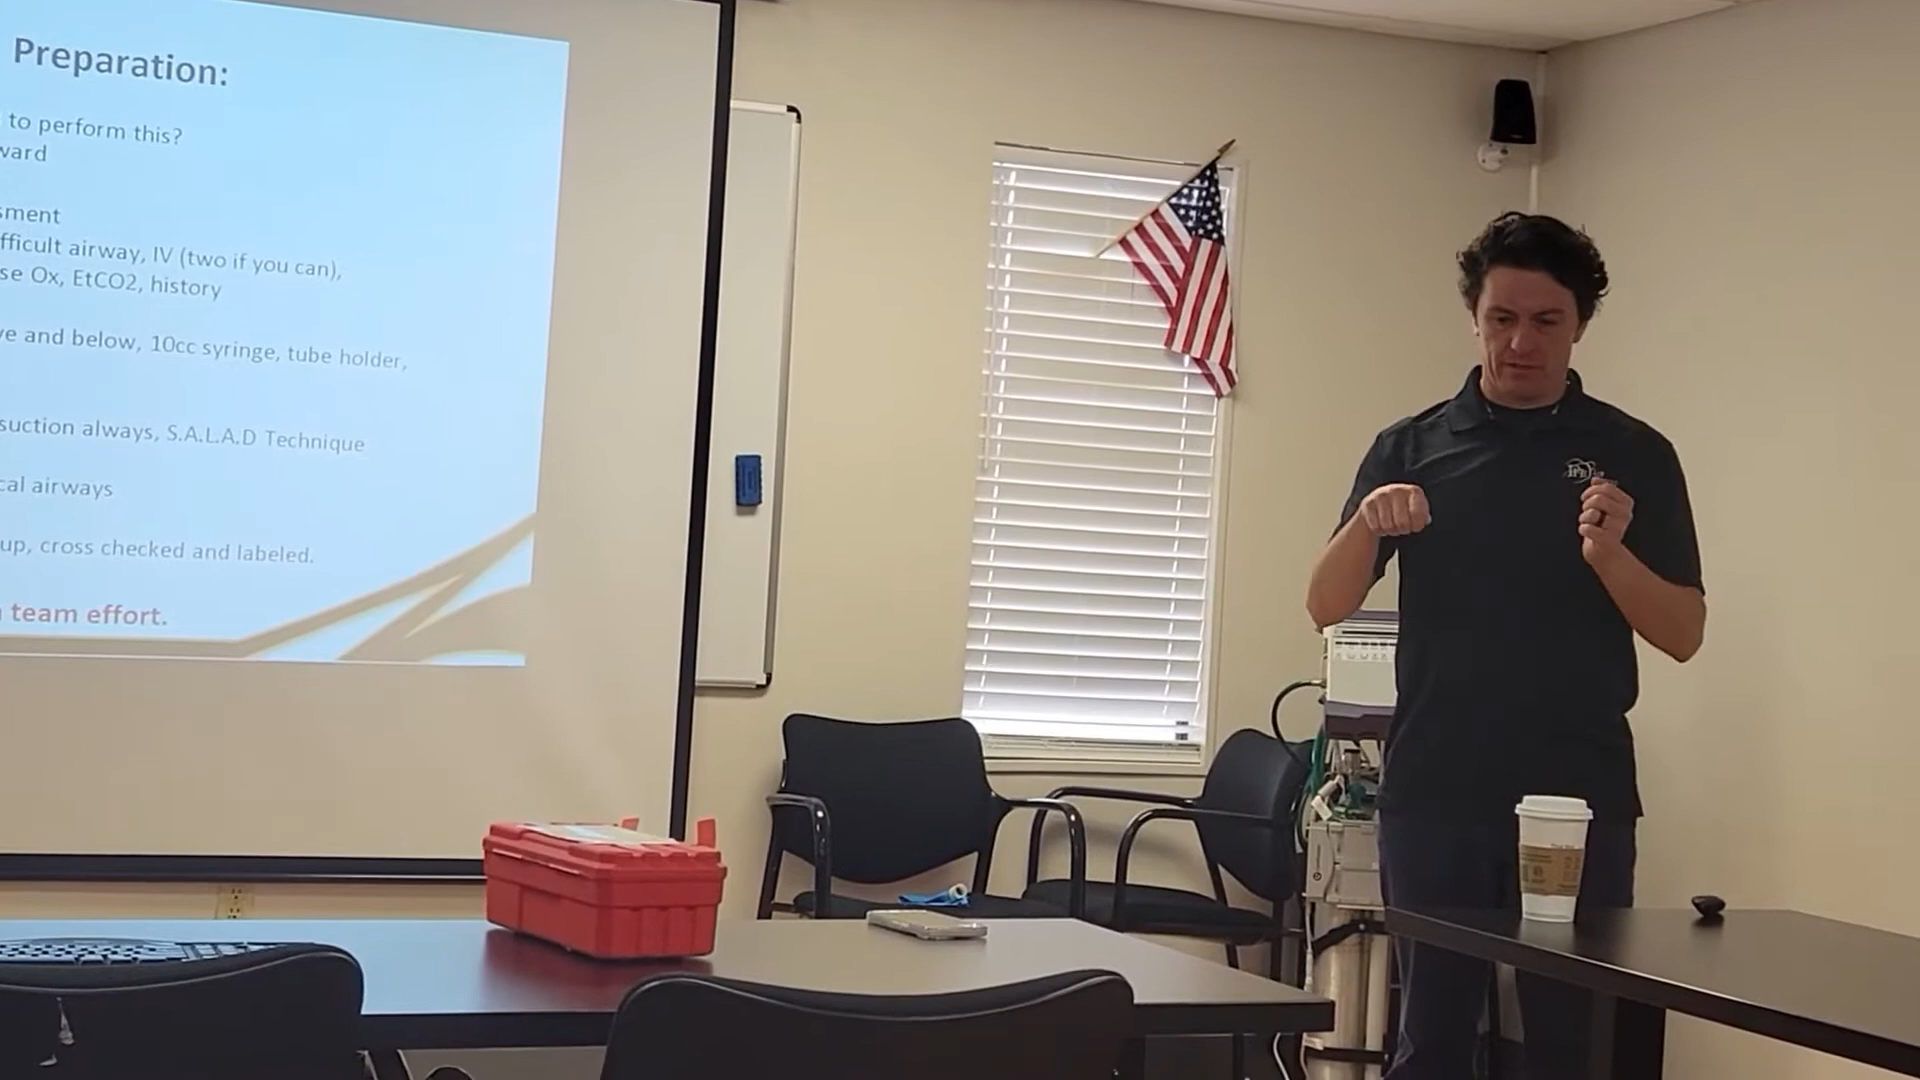 Preparation:
to perform this?
ward
sment
fficult airway, IV (two if you can),
se Ox, EtCO2, history
ve and below, 10cc syringe, tube holder,
suction always, S.A.L.A.D Technique
cal airways
up, cross checked and labeled.
team effort.